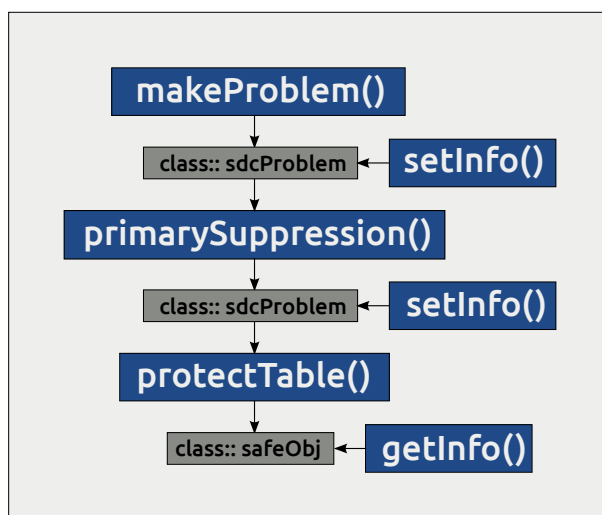 makeProblem()
class:: sdcProblem
setInfo()
primarySuppression()
class:: sdcProblem
setInfo()
protectTable()
class:: safeObj
getInfo()